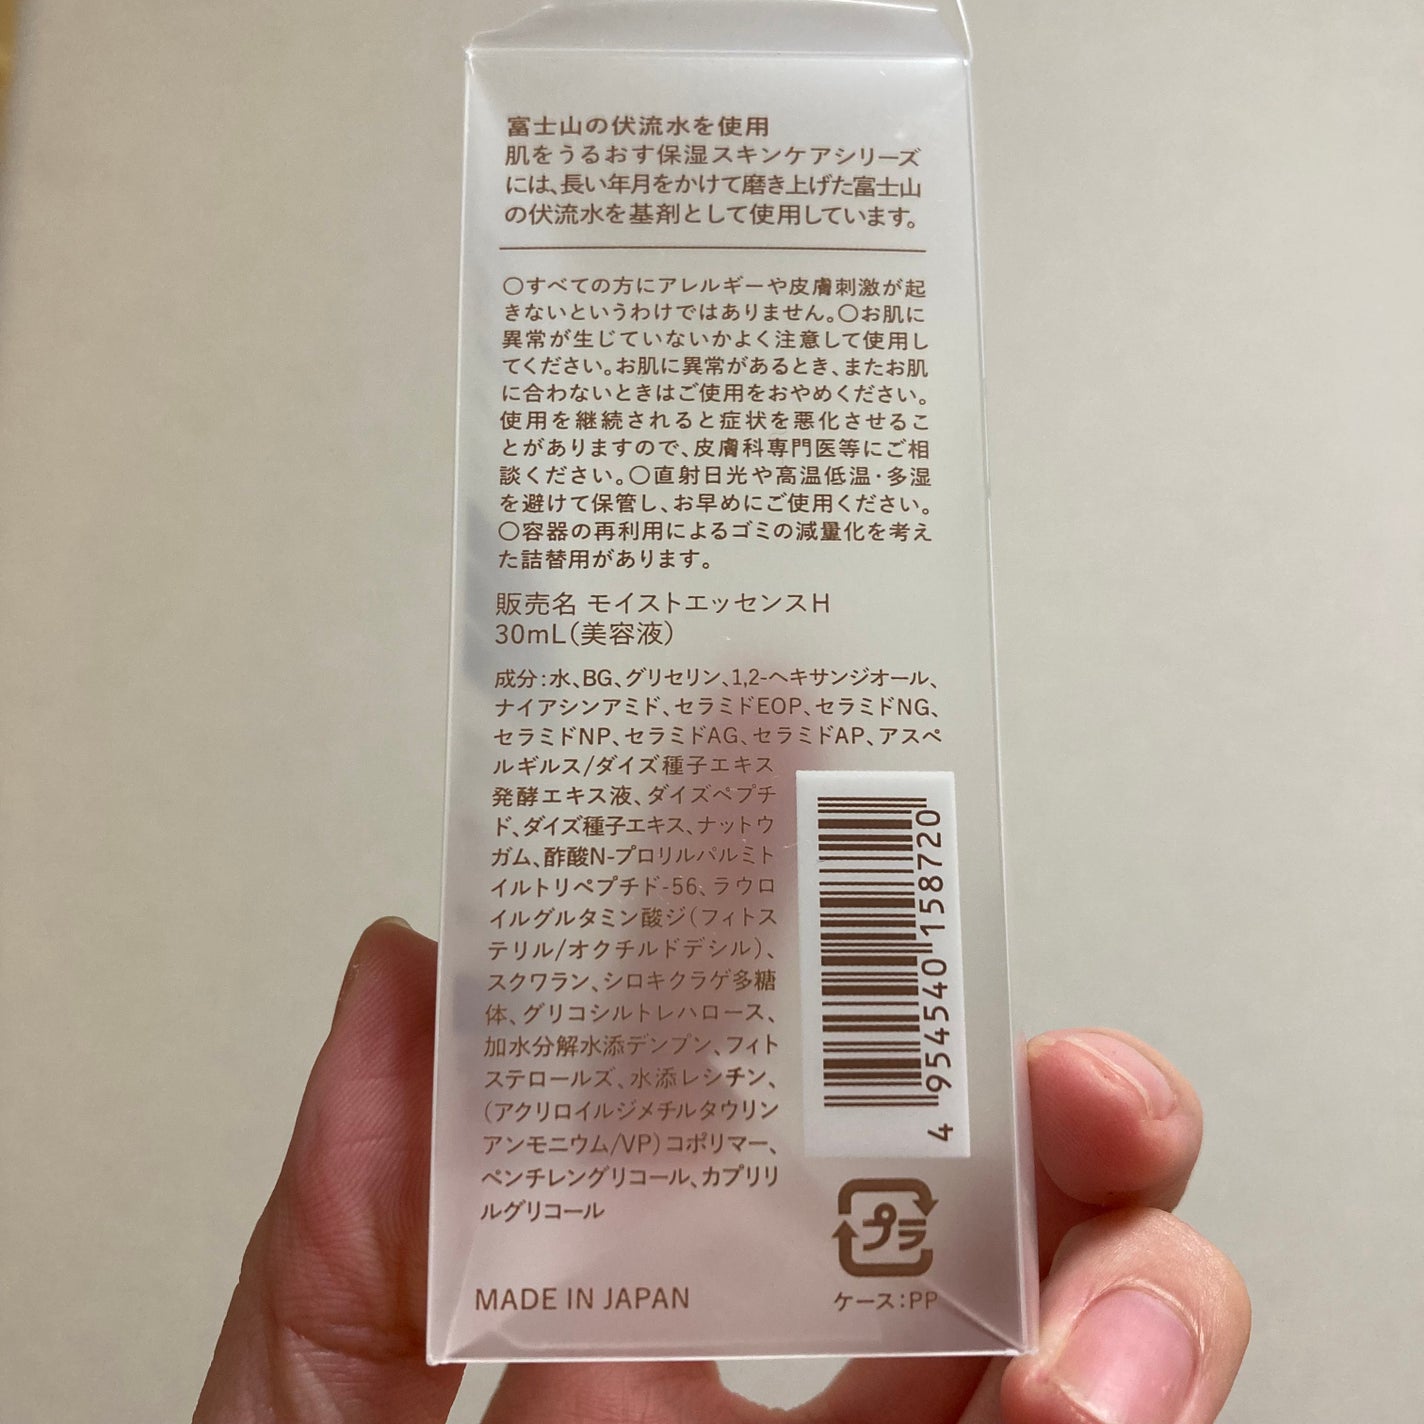 富士山の伏流水を使用
肌をうるおす保湿スキンケアシリーズ
には、長い年月をかけて磨き上げた富士山
の伏流水を基剤として使用しています。
○すべての方にアレルギーや皮膚刺激が起
きないというわけではありません。○お肌に
異常が生じていないかよく注意して使用し
てください。お肌に異常があるとき、またお肌
に合わないときはご使用をおやめください。
使用を継続されると症状を悪化させるこ
とがありますので、皮膚科専門医等にご相
談ください。○直射日光や高温低温・多湿
を避けて保管し、お早めにご使用ください。
○容器の再利用によるゴミの減量化を考え
た詰替用があります。
販売名 モイストエッセンスH
30mL(美容液)
成分:水、BG、グリセリン、1,2-ヘキサンジオール、
ナイアシンアミド、セラミドEOP、セラミドNG、
セラミドNP、セラミドAG、セラミドAP、アスペ
ルギルス/ダイズ種子エキス
発酵エキス液、ダイズペプチ
ド、ダイズ種子エキス、ナットウ
ガム、酢酸N-プロリルパルミト
イルトリペプチド-56、ラウロ
イルグルタミン酸ジ(フィトス
テリル/オクチルドデシル)、
スクワラン、シロキクラゲ多糖
体、グリコシルトレハロース、
加水分解水添デンプン、フィト
ステロールズ、水添レシチン、
(アクリロイルジメチルタウリン
アンモニウム/VP)コポリマー、
ペンチレングリコール、カプリリ
ルグリコール
4 954540 158720
プラ
ケース:PP
MADE IN JAPAN